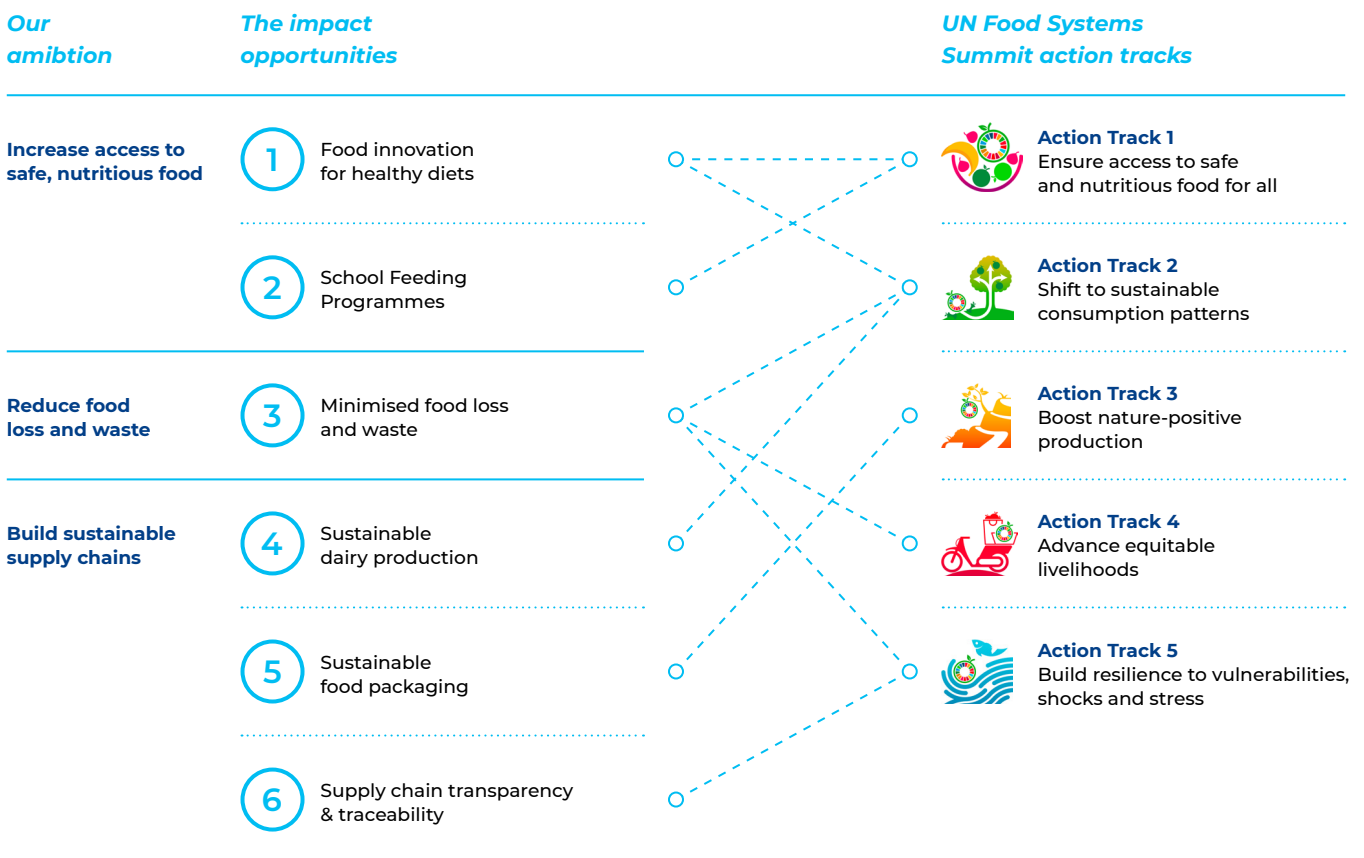 Our
amibtion
The impact
opportunities
UN Food Systems
Summit action tracks
Increase access to
safe, nutritious food
1
Food innovation
for healthy diets
2
School Feeding
Programmes
Reduce food
loss and waste
3
Minimised food loss
and waste
Build sustainable
supply chains
4
Sustainable
dairy production
5
Sustainable
food packaging
6
Supply chain transparency
& traceability
Action Track 1
Ensure access to safe
and nutritious food for all
Action Track 2
Shift to sustainable
consumption patterns
Action Track 3
Boost nature-positive
production
Action Track 4
Advance equitable
livelihoods
Action Track 5
Build resilience to vulnerabilities,
shocks and stress